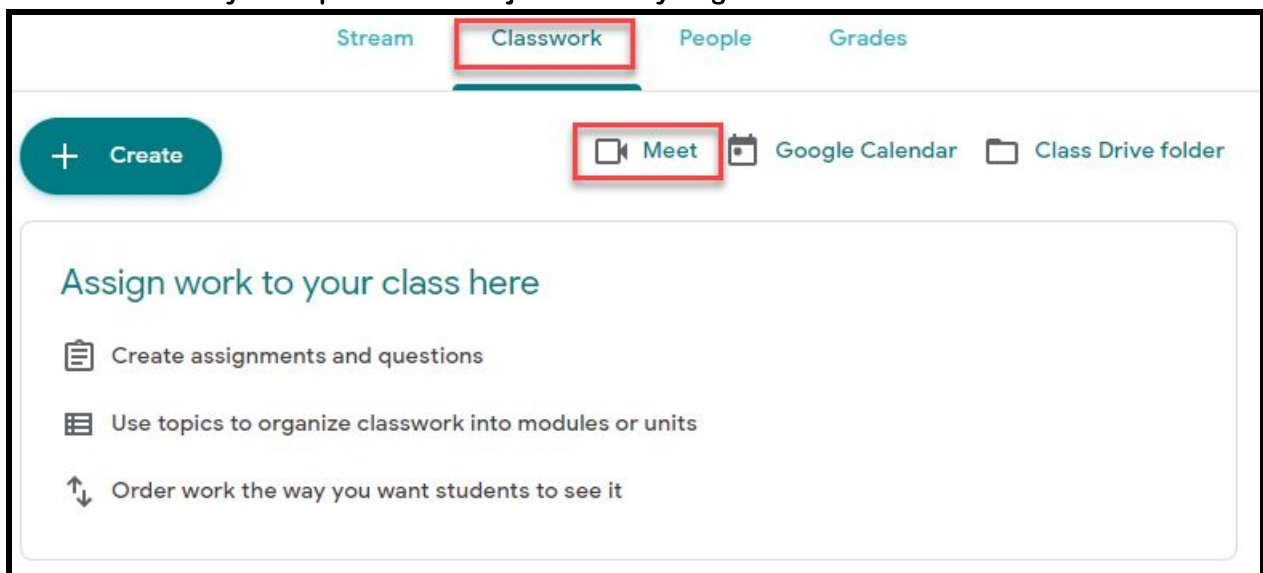 Stream Classwork People Grades
+ Create Meet Google Calendar Class Drive folder
Assign work to your class here
Create assignments and questions
Use topics to organize classwork into modules or units
Order work the way you want students to see it